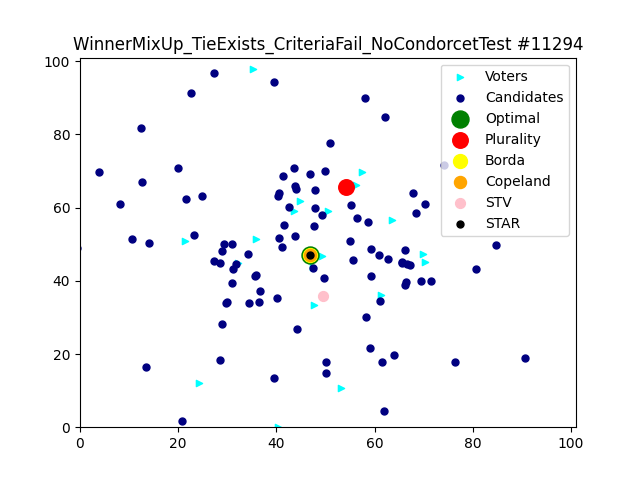 WinnerMixUp_TieExists_CriteriaFail_NoCondorcetTest #11294
100
80
60
40
20
0
0
20
40
60
80
100
Voters
Candidates
Optimal
Plurality
Borda
Copeland
STV
STAR